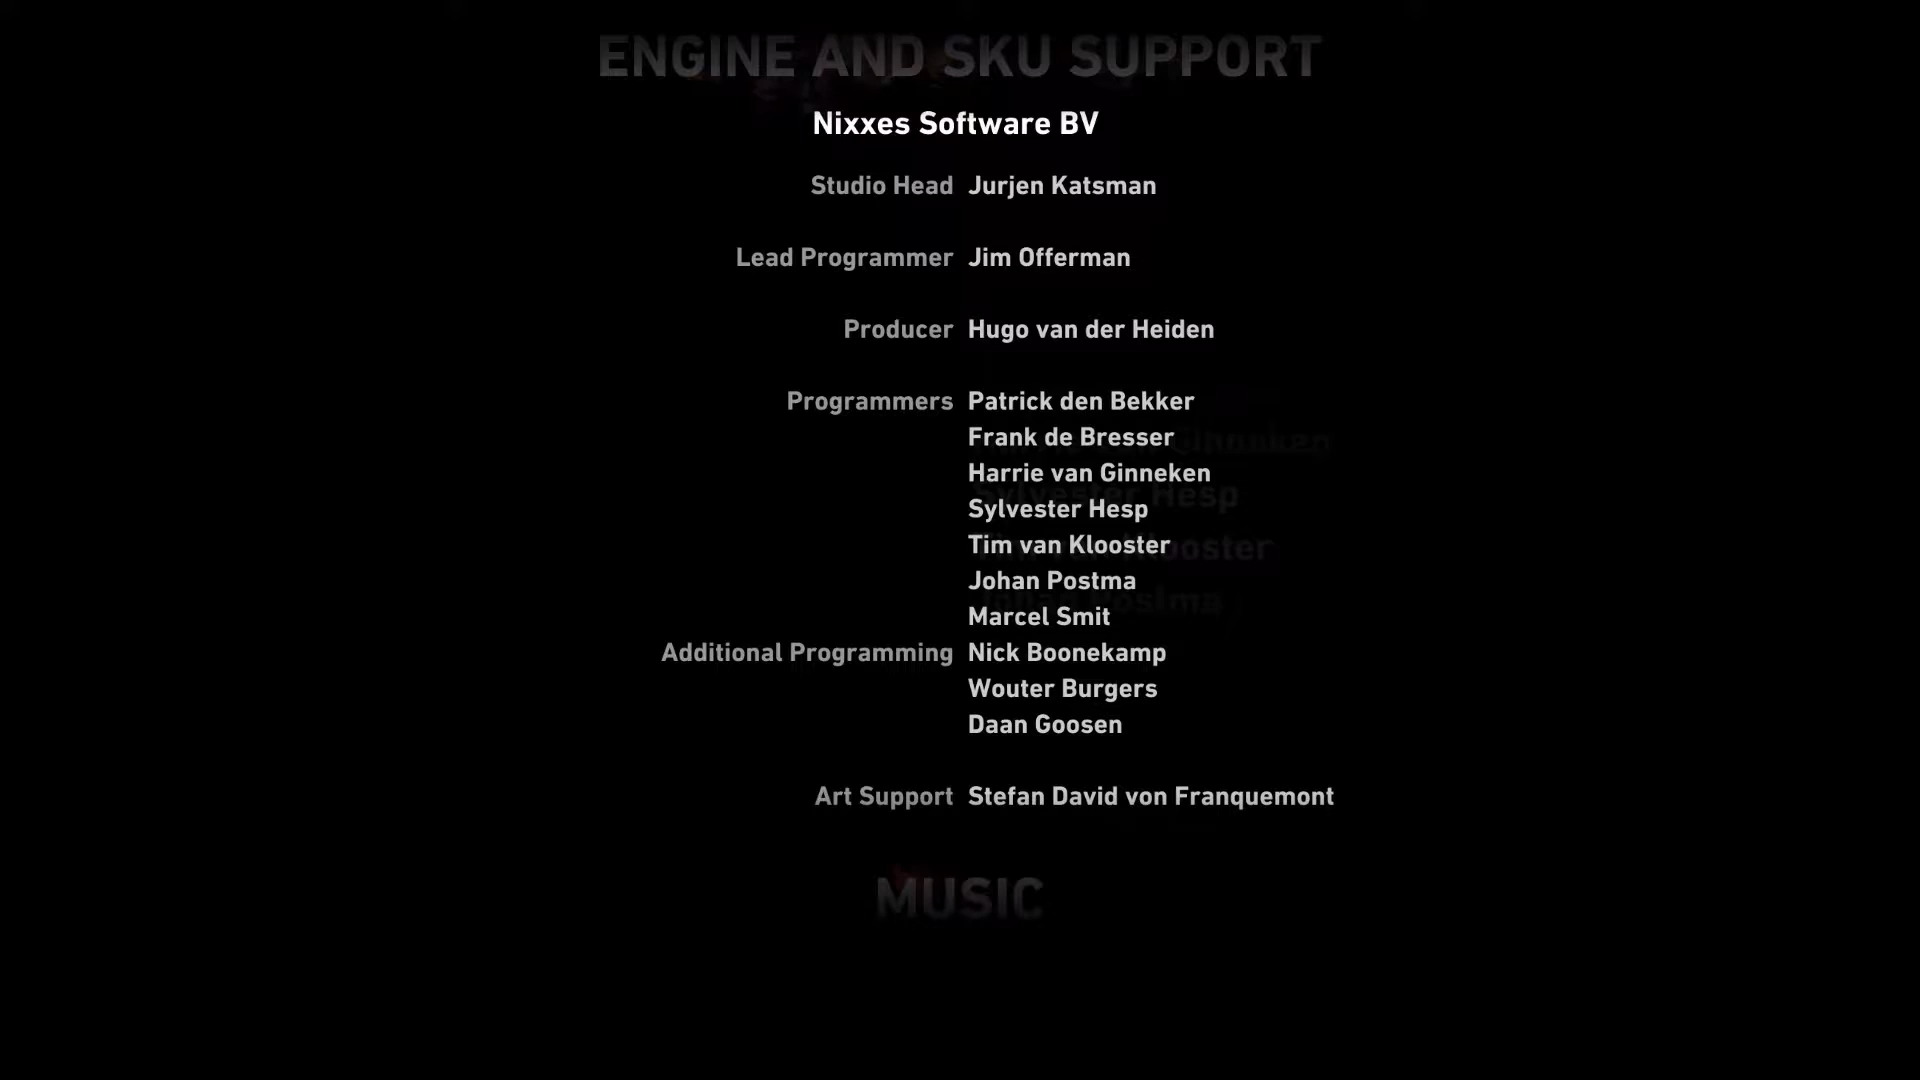 ENGINE AND SKU SUPPORT
Nixxes Software BV
Studio Head Jurjen Katsman
Lead Programmer Jim Offerman
Producer Hugo van der Heiden
Programmers Patrick den Bekker
Frank de Bresser
Harrie van Ginneken
Sylvester Hesp
Tim van Klooster
Johan Postma
Marcel Smit
Additional Programming Nick Boonekamp
Wouter Burgers
Daan Goosen
Art Support Stefan David von Franquemont
MUSIC